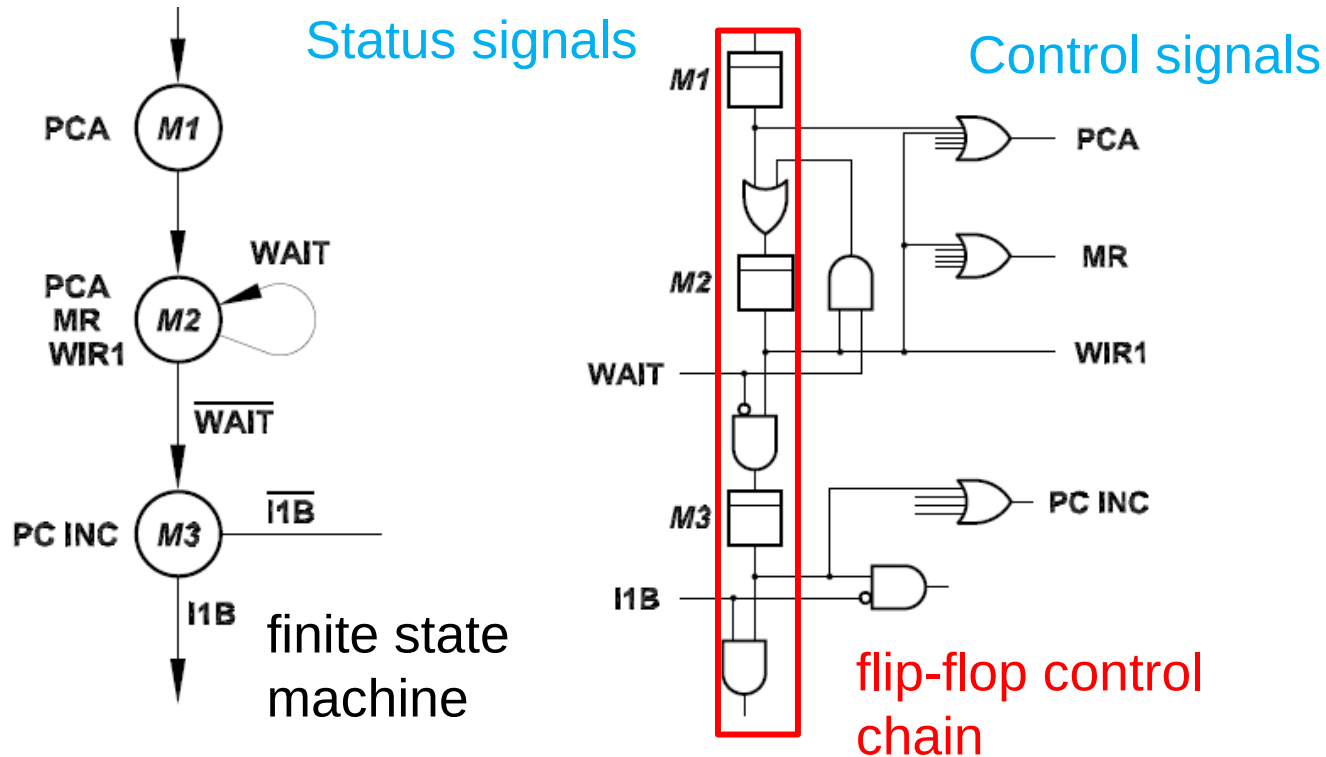 Status signals
Control signals
PCA
M1
WAIT
PCA
MR
WIR1
M2
WAIT
PC INC
M3
I1B
I1B
finite state
machine
M1
PCA
M2
MR
WIR1
WAIT
M3
PC INC
I1B
flip-flop control
chain